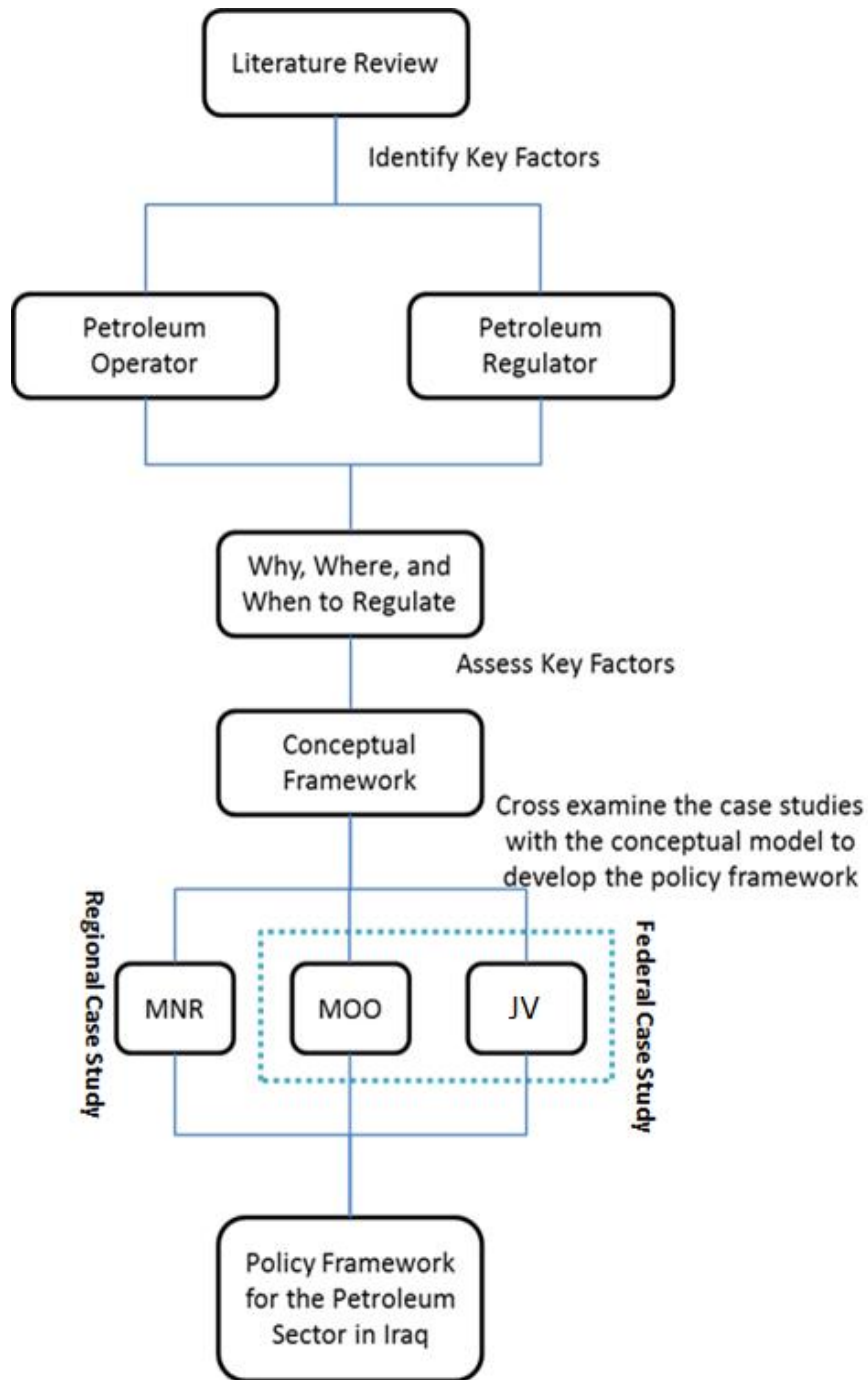 Literature Review
Identify Key Factors
Petroleum
Operator
Petroleum
Regulator
Why, Where, and
When to Regulate
Assess Key Factors
Conceptual
Framework
Cross examine the case studies
with the conceptual model to
develop the policy framework
Regional Case Study
MNR
MOO
JV
Federal Case Study
Policy Framework
for the Petroleum
Sector in Iraq